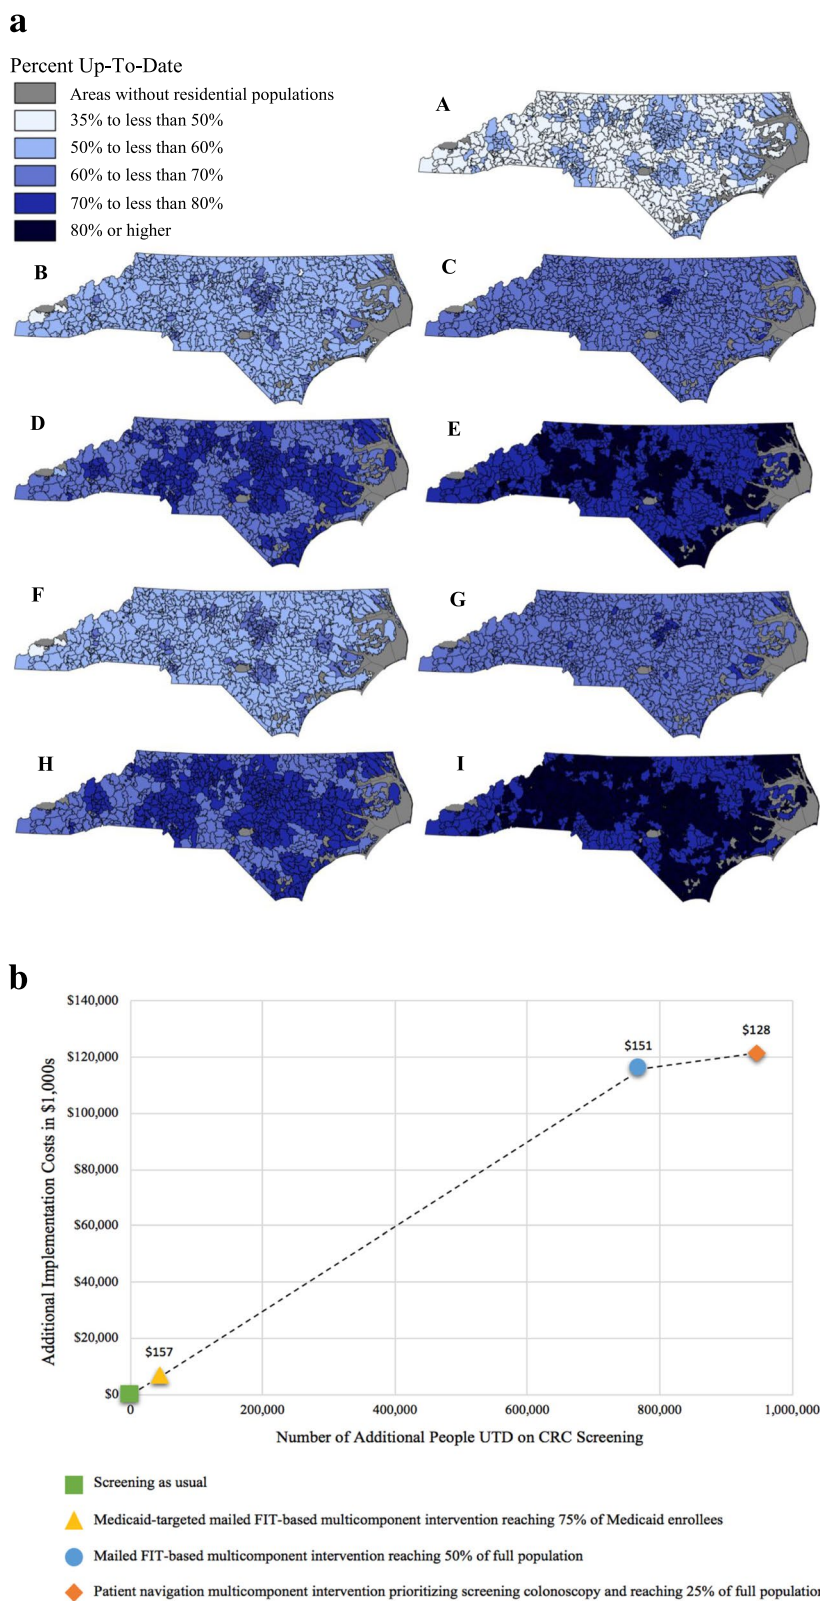 a
Percent Up-To-Date
Areas without residential populations
35% to less than 50%
50% to less than 60%
60% to less than 70%
70% to less than 80%
80% or higher
A
B
C
D
E
F
G
H
I
b
Additional Implementation Costs in $1,000s
$140,000
$120,000
$100,000
$80,000
$60,000
$40,000
$20,000
$0
$157
$151
$128
0
200,000
400,000
600,000
800,000
1,000,000
Number of Additional People UTD on CRC Screening
Screening as usual
Medicaid-targeted mailed FIT-based multicomponent intervention reaching 75% of Medicaid enrollees
Mailed FIT-based multicomponent intervention reaching 50% of full population
Patient navigation multicomponent intervention prioritizing screening colonoscopy and reaching 25% of full population